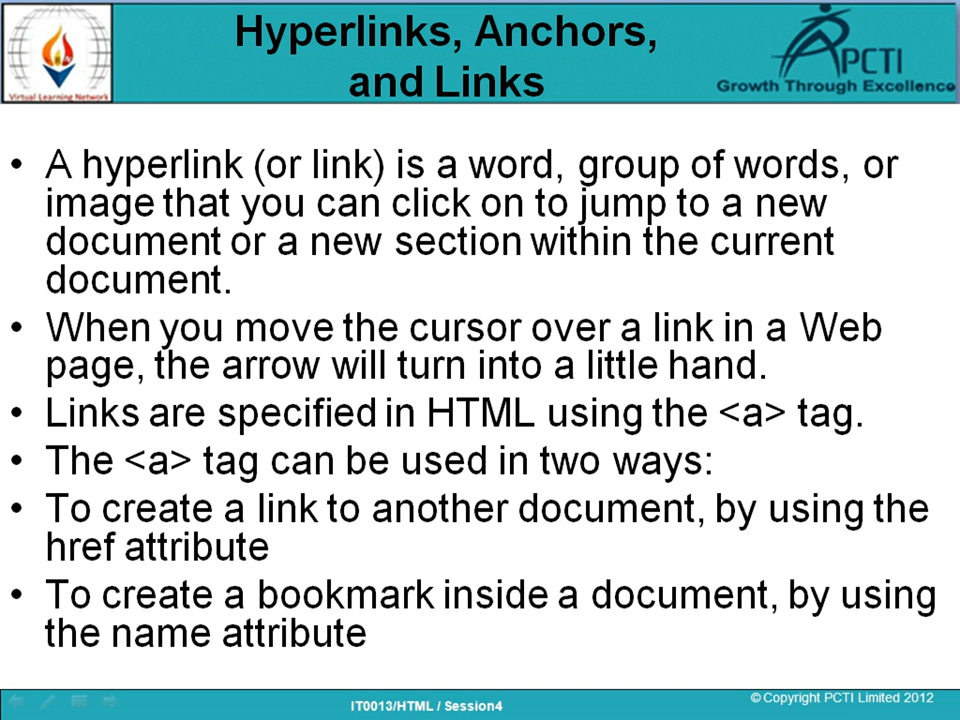 Hyperlinks, Anchors,
and Links
Virtual Learning Network
APCTI
Growth Through Excellence
• A hyperlink (or link) is a word, group of words, or
image that you can click on to jump to a new
document or a new section within the current
document.
• When you move the cursor over a link in a Web
page, the arrow will turn into a little hand.
• Links are specified in HTML using the <a> tag.
• The <a> tag can be used in two ways:
• To create a link to another document, by using the
href attribute
• To create a bookmark inside a document, by using
the name attribute
IT0013/HTML / Session4
© Copyright PCTI Limited 2012